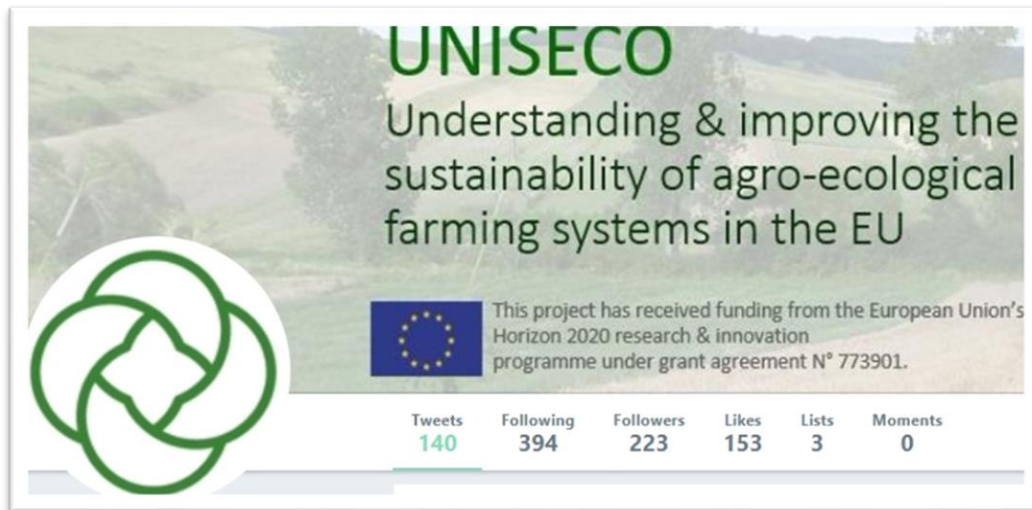 UNISECO
Understanding & improving the
sustainability of agro-ecological
farming systems in the EU
This project has received funding from the European Union's
Horizon 2020 research & innovation
programme under grant agreement N° 773901.
Tweets Following Followers Likes Lists Moments
140 394 223 153 3 0